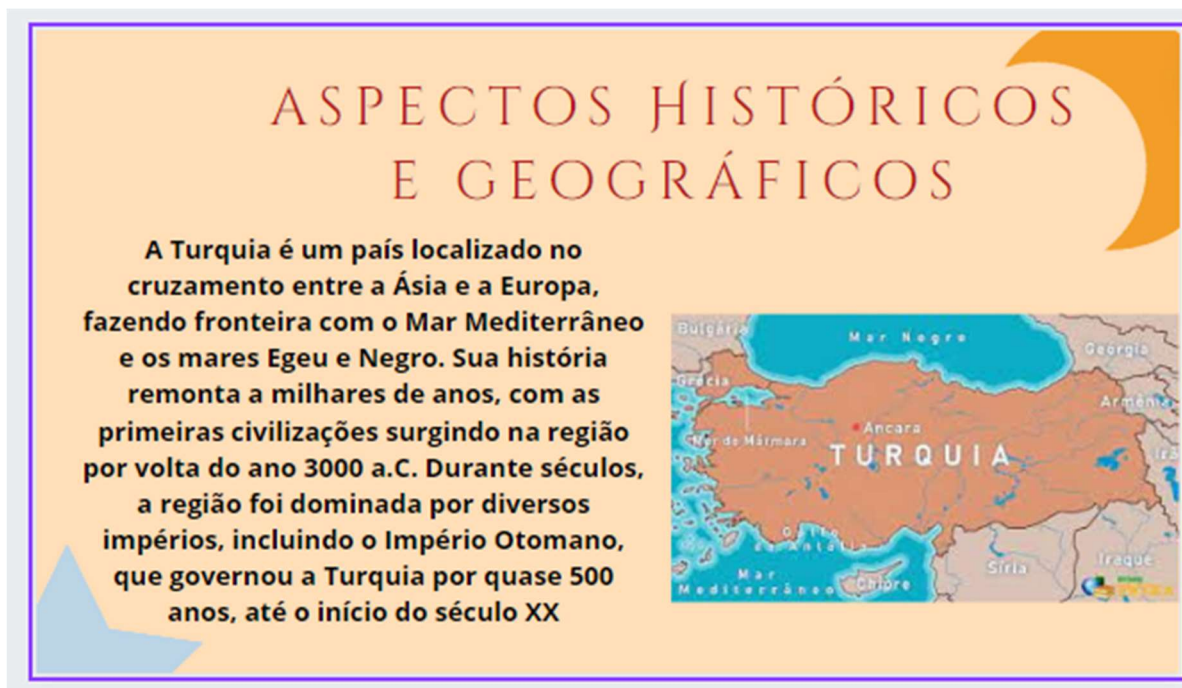 ASPECTOS HISTÓRICOS
E GEOGRÁFICOS
A Turquia é um país localizado no
cruzamento entre a Ásia e a Europa,
fazendo fronteira com o Mar Mediterrâneo
e os mares Egeu e Negro. Sua história
remonta a milhares de anos, com as
primeiras civilizações surgindo na região
por volta do ano 3000 a.C. Durante séculos,
a região foi dominada por diversos
impérios, incluindo o Império Otomano,
que governou a Turquia por quase 500
anos, até o início do século XX
Bulgária
Mar Negro
Geórgia
Grécia
Armênia
Ancara
Mar de Mármara
TURQUIA
Irã
Golfo
de Antália
Síria
Iraque
Mar
Mediterrâneo
Chipre